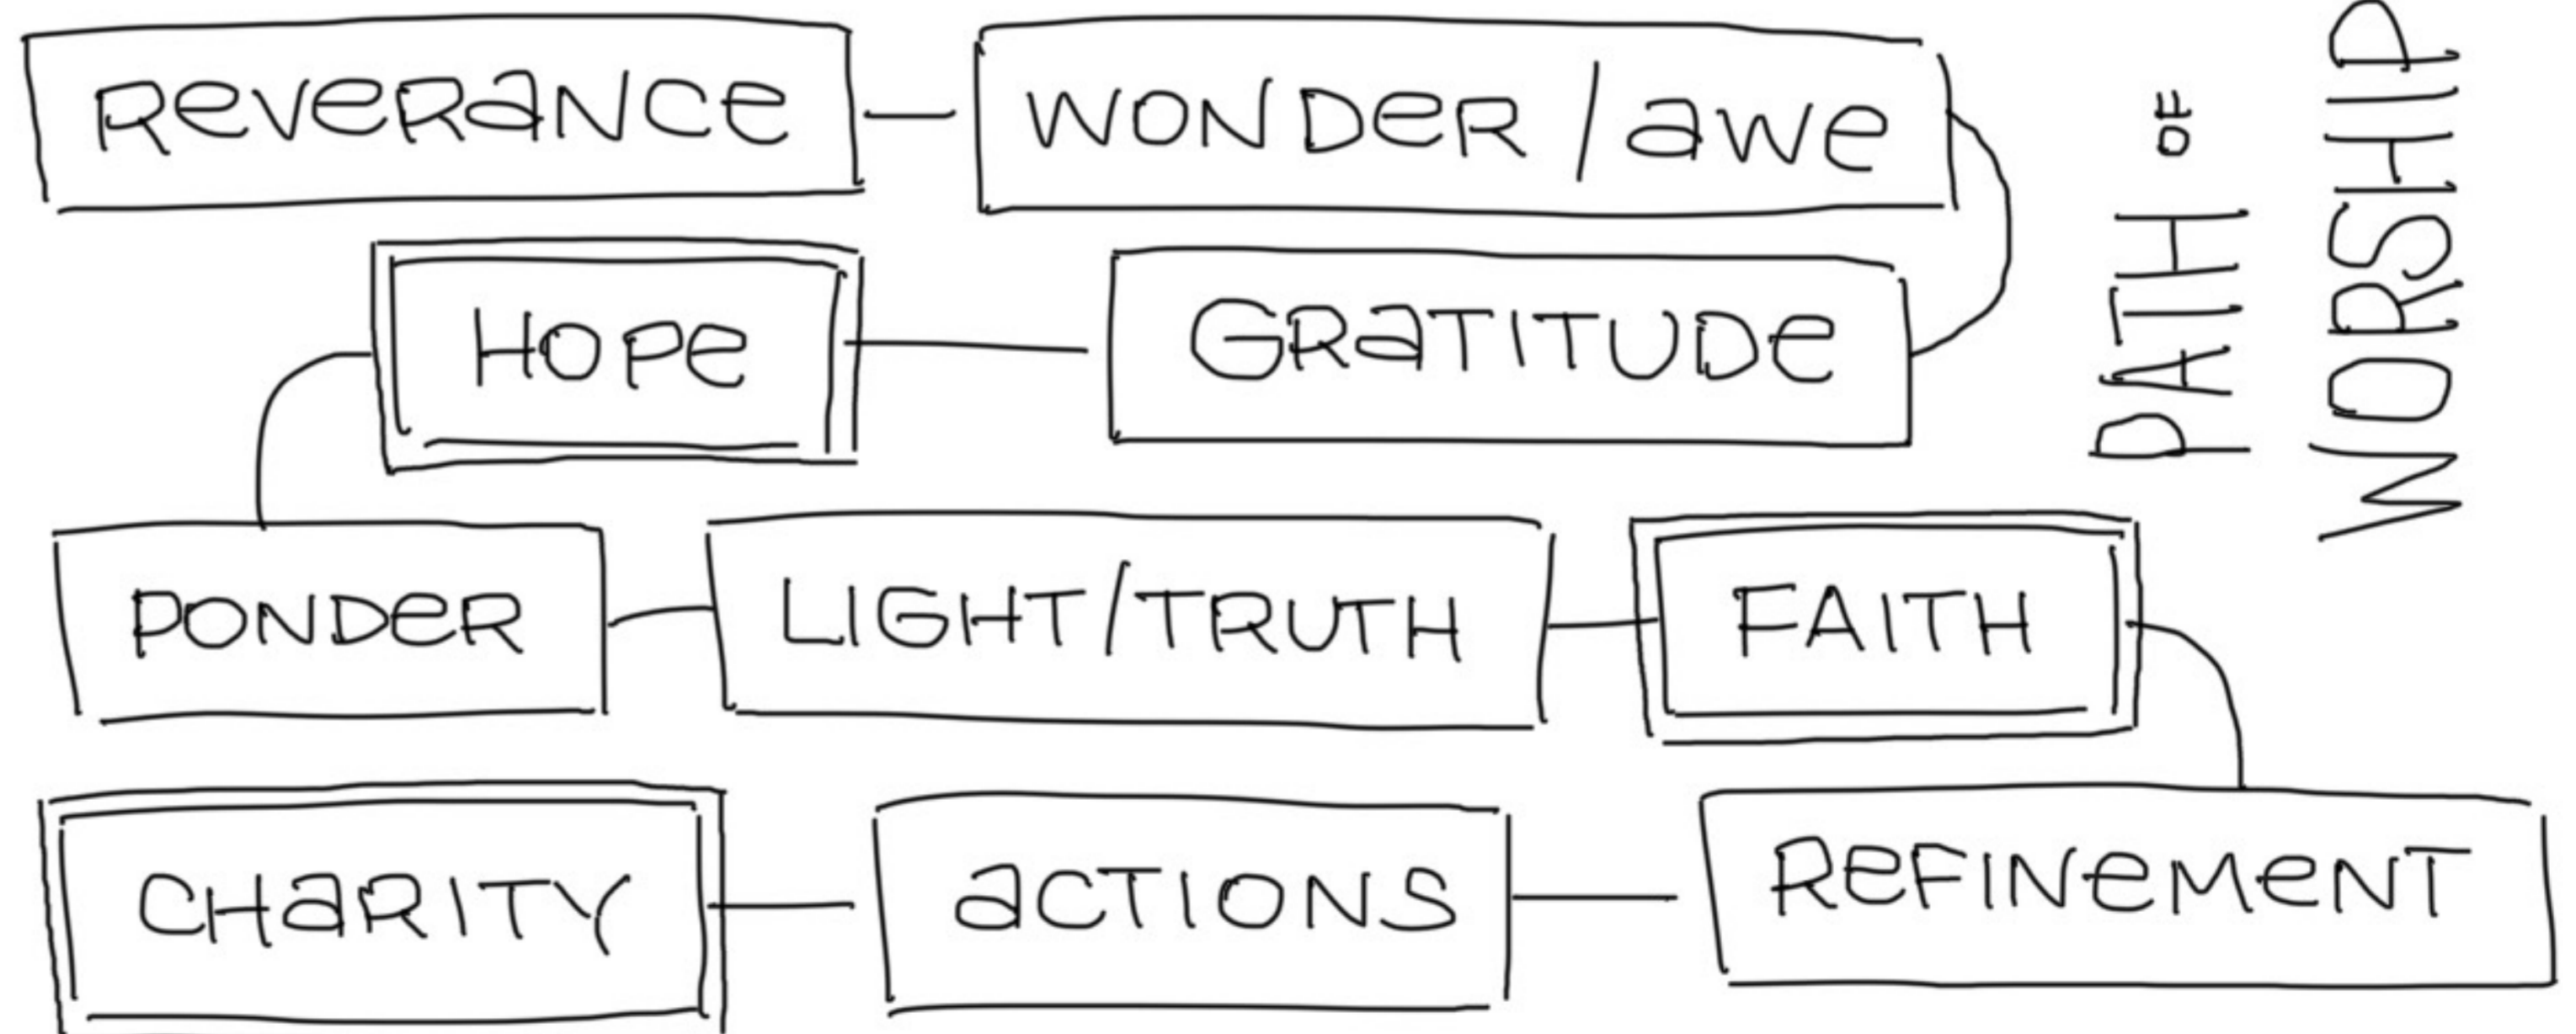 ReVeRaNCe
WONDeR / aWe
HOPe
GRaTITUDe
PONDeR
LIGHT/TRUTH
FAITH
CHaRITY
aCTIONS
ReFINeMeNT
PATH OF
WORSHIP